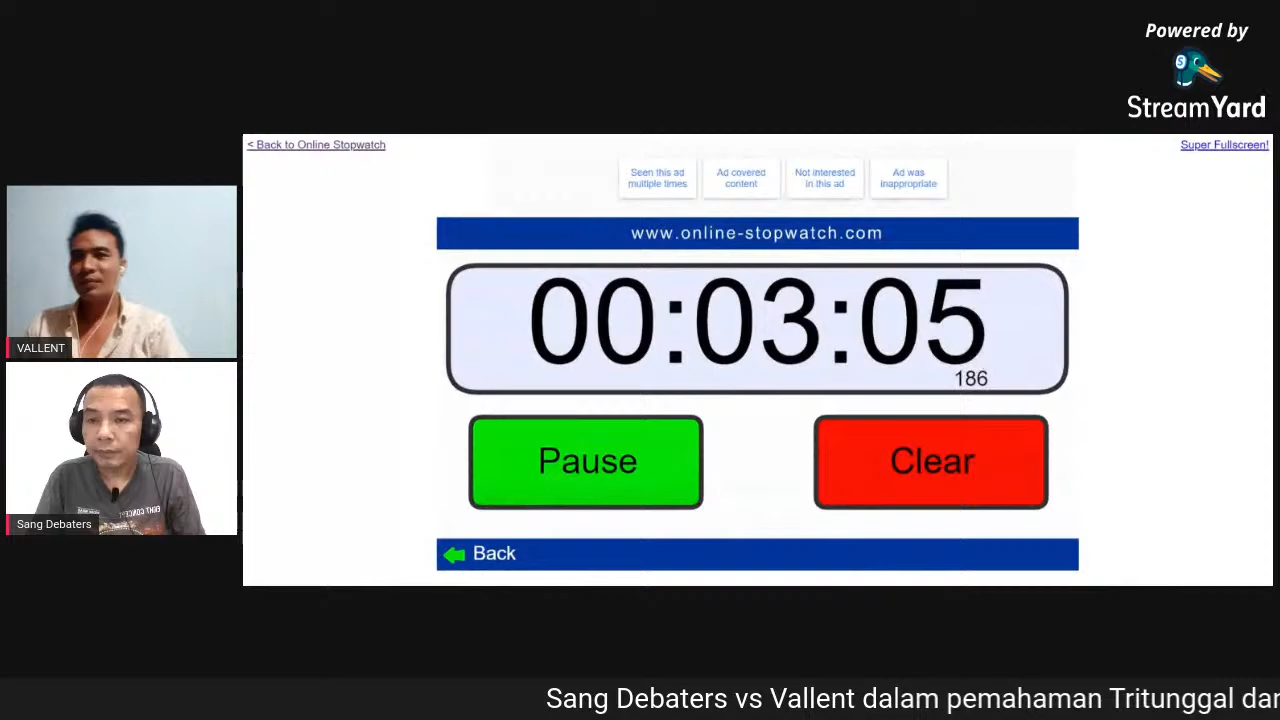 Powered by
StreamYard
< Back to Online Stopwatch
Super Fullscreen!
Seen this ad
multiple times
Ad covered
content
Not interested
in this ad
Ad was
inappropriate
www.online-stopwatch.com
00:03:05
186
Pause
Clear
Back
VALLENT
Sang Debaters
Sang Debaters vs Vallent dalam pemahaman Tritunggal dan